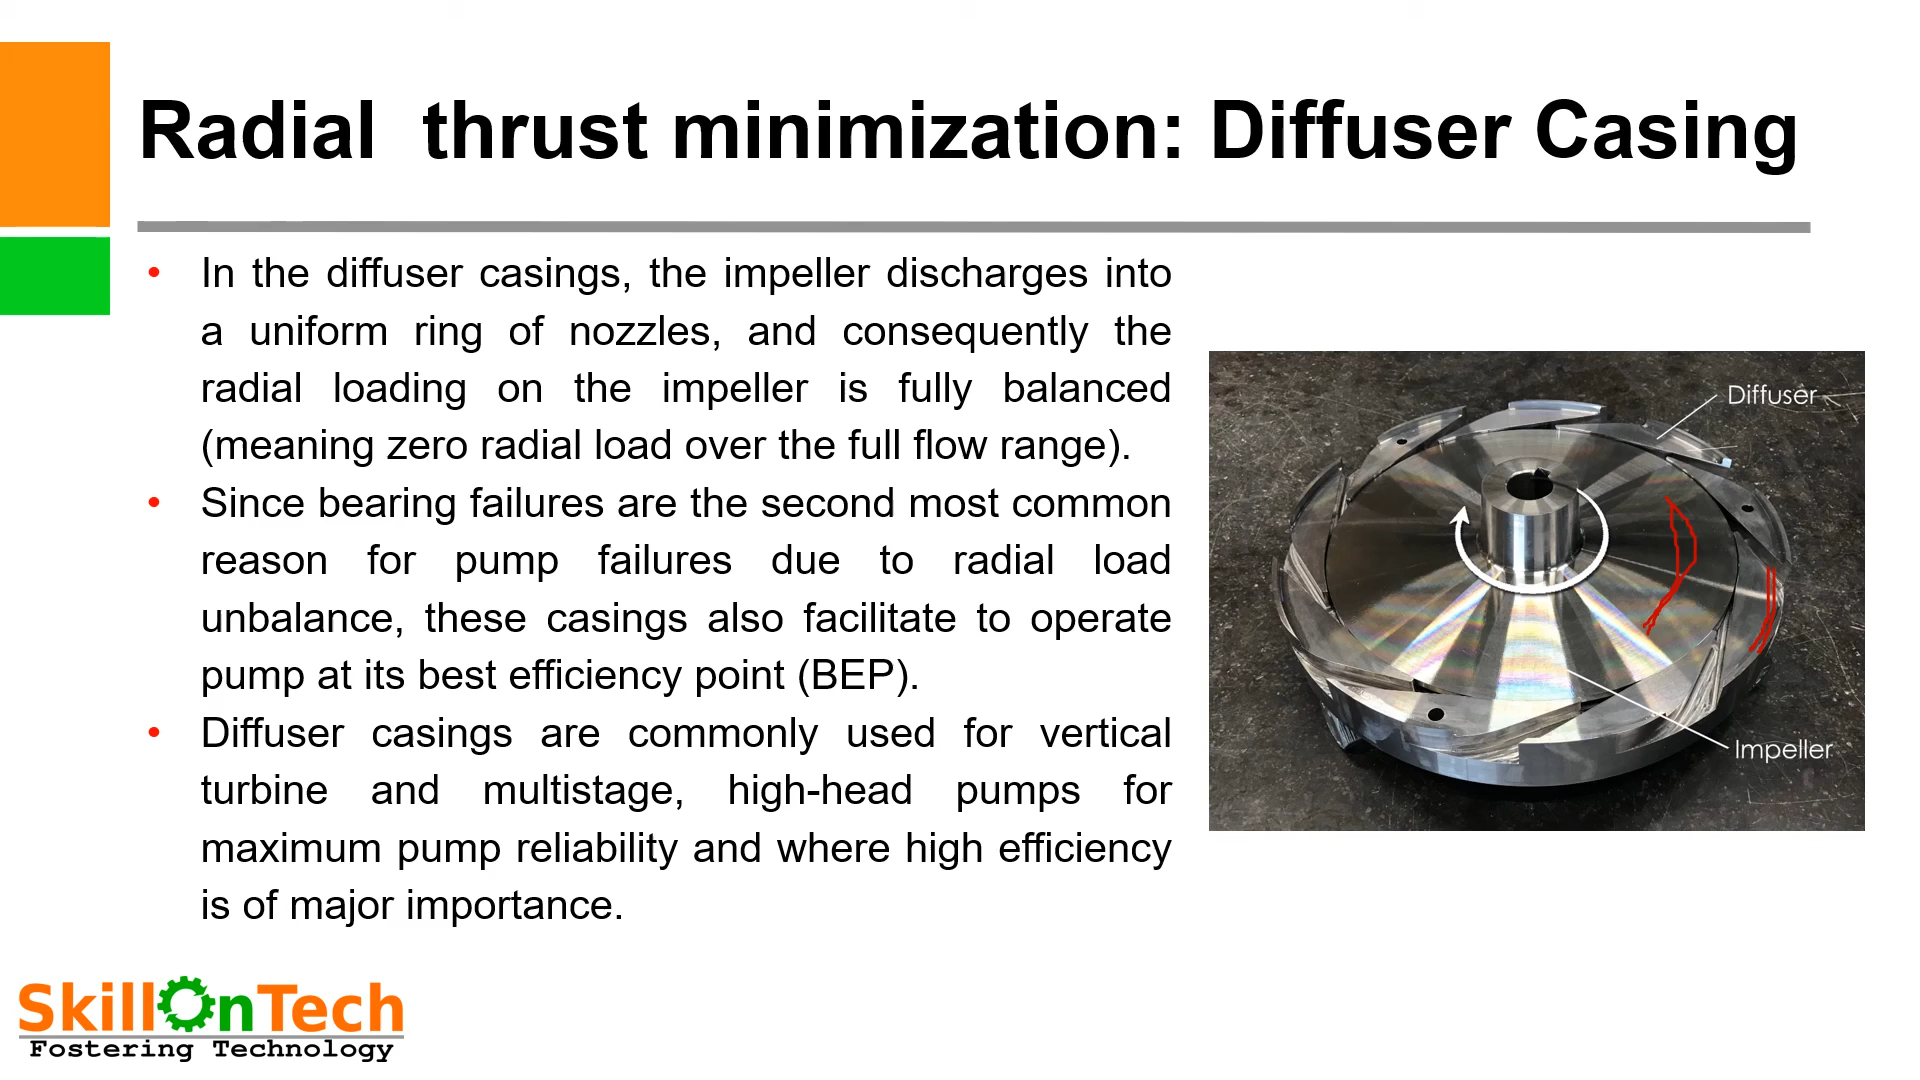 Radial  thrust minimization: Diffuser Casing
• In the diffuser casings, the impeller discharges into
a uniform ring of nozzles, and consequently the
radial loading on the impeller is fully balanced
(meaning zero radial load over the full flow range).
• Since bearing failures are the second most common
reason for pump failures due to radial load
unbalance, these casings also facilitate to operate
pump at its best efficiency point (BEP).
• Diffuser casings are commonly used for vertical
turbine and multistage, high-head pumps for
maximum pump reliability and where high efficiency
is of major importance.
Diffuser
Impeller
SkillOnTech
Fostering Technology